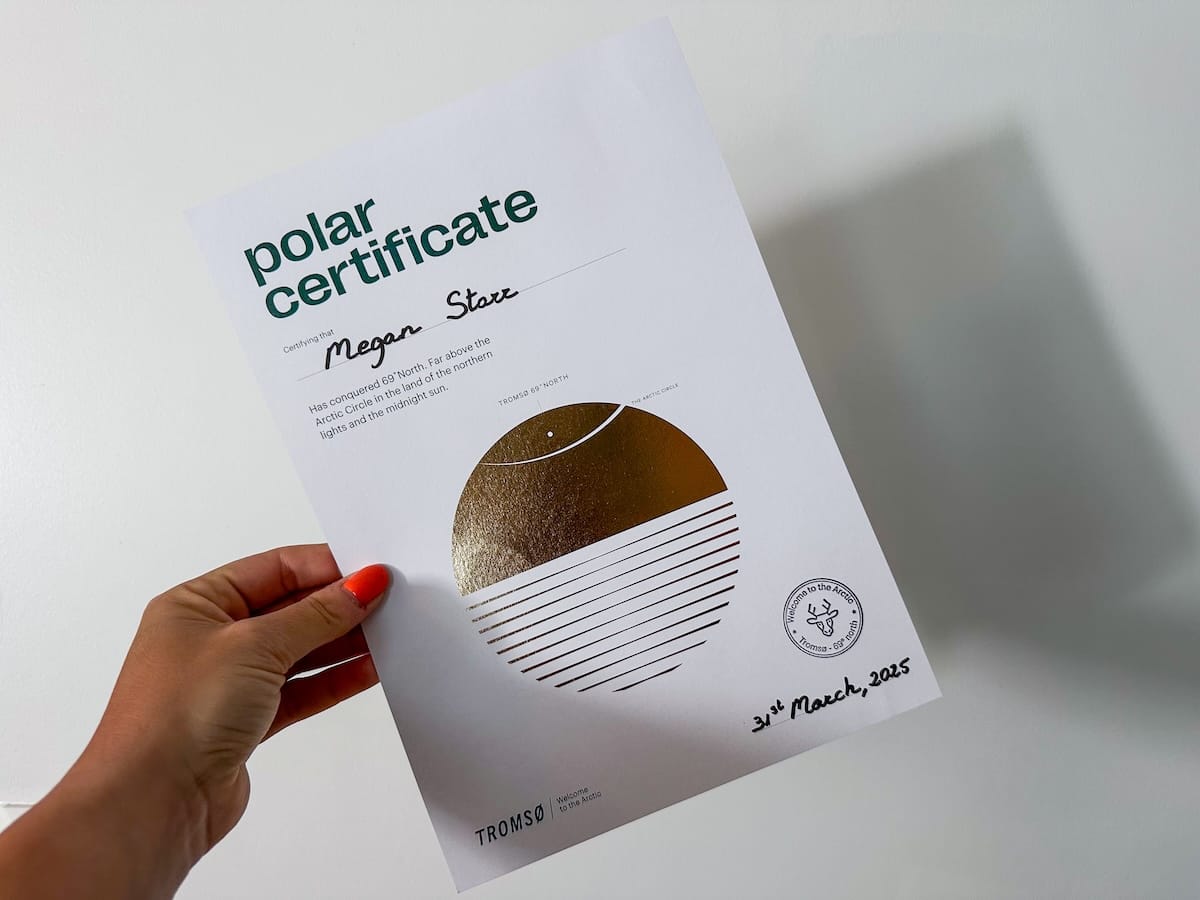 polar
certificate
Certifying that
Megan Starr
Has conquered 69°North. Far above the
Arctic Circle in the land of the northern
lights and the midnight sun.
TROMSØ 69°NORTH
THE ARCTIC CIRCLE
Welcome to the Arctic
Tromsø - 69° north
31st March, 2025
TROMSØ
Welcome
to the Arctic